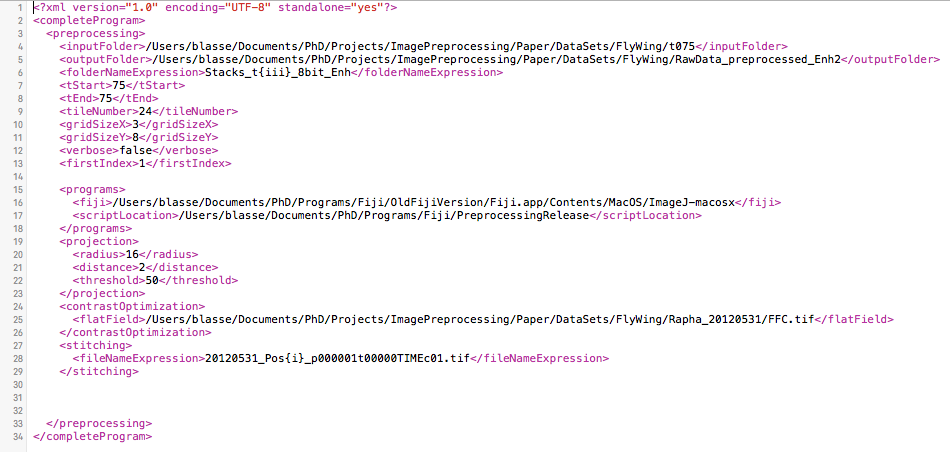 1 <?xml version="1.0" encoding="UTF-8" standalone="yes"?>
2 <completeProgram>
3 <preprocessing>
4 <inputFolder>/Users/blasse/Documents/PhD/Projects/ImagePreprocessing/Paper/DataSets/FlyWing/t075</inputFolder>
5 <outputFolder>/Users/blasse/Documents/PhD/Projects/ImagePreprocessing/Paper/DataSets/FlyWing/RawData_preprocessed_Enh2</outputFolder>
6 <folderNameExpression>Stacks_t{iii}_8bit_Enh</folderNameExpression>
7 <tStart>75</tStart>
8 <tEnd>75</tEnd>
9 <tileNumber>24</tileNumber>
10 <gridSizeX>3</gridSizeX>
11 <gridSizeY>8</gridSizeY>
12 <verbose>false</verbose>
13 <firstIndex>1</firstIndex>
14
15 <programs>
16 <fiji>/Users/blasse/Documents/PhD/Programs/Fiji/OldFijiVersion/Fiji.app/Contents/MacOS/ImageJ-macosx</fiji>
17 <scriptLocation>/Users/blasse/Documents/PhD/Programs/Fiji/PreprocessingRelease</scriptLocation>
18 </programs>
19 <projection>
20 <radius>16</radius>
21 <distance>2</distance>
22 <threshold>50</threshold>
23 </projection>
24 <contrastOptimization>
25 <flatField>/Users/blasse/Documents/PhD/Projects/ImagePreprocessing/Paper/DataSets/FlyWing/Rapha_20120531/FFC.tif</flatField>
26 </contrastOptimization>
27 <stitching>
28 <fileNameExpression>20120531_Pos{i}_p000001t00000TIMEc01.tif</fileNameExpression>
29 </stitching>
30
31
32
33 </preprocessing>
34 </completeProgram>